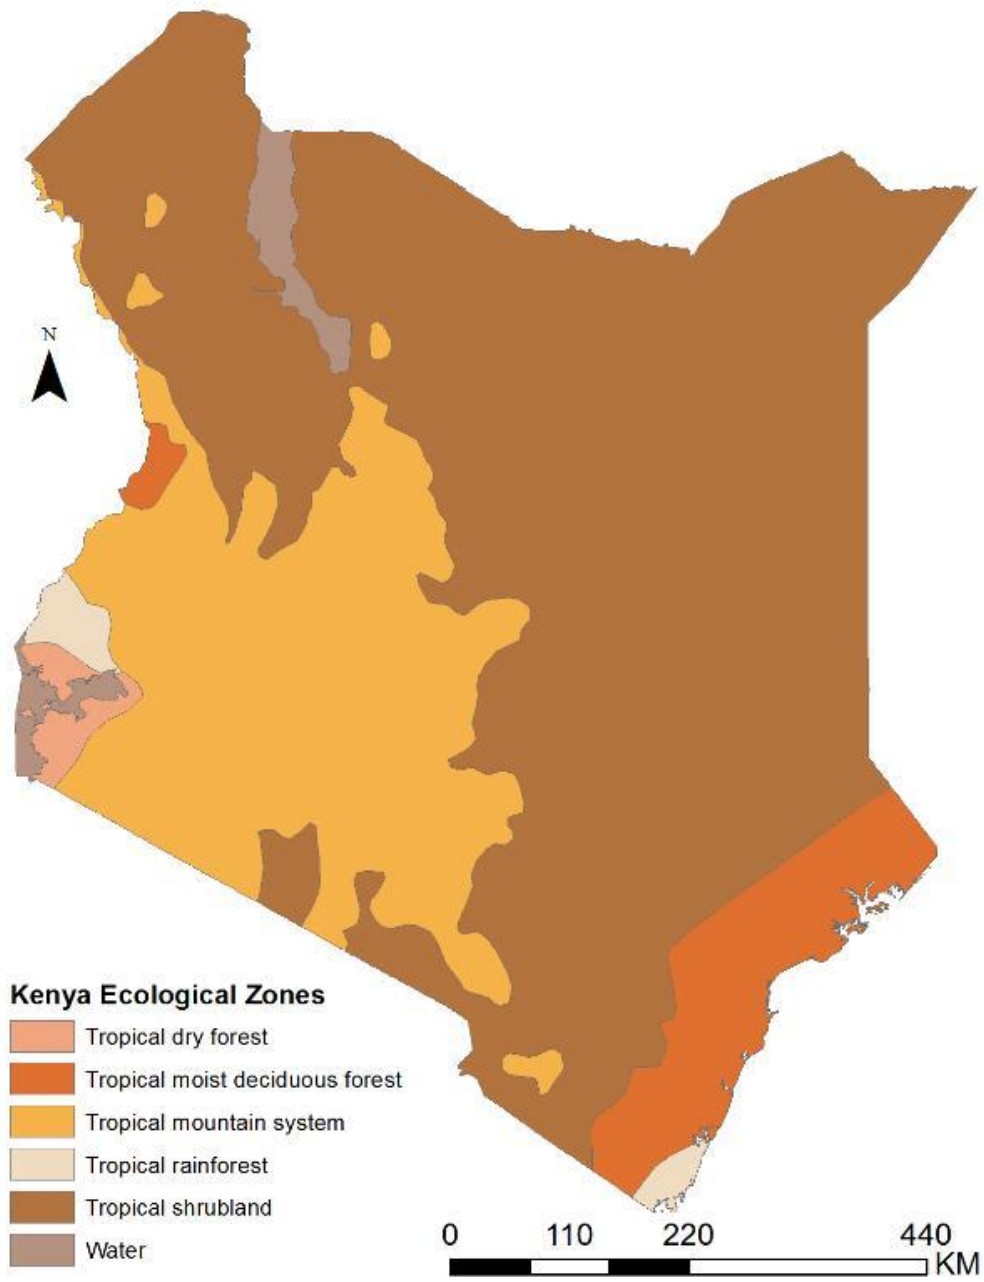 N
Kenya Ecological Zones
Tropical dry forest
Tropical moist deciduous forest
Tropical mountain system
Tropical rainforest
Tropical shrubland
Water
0 110 220 440
KM